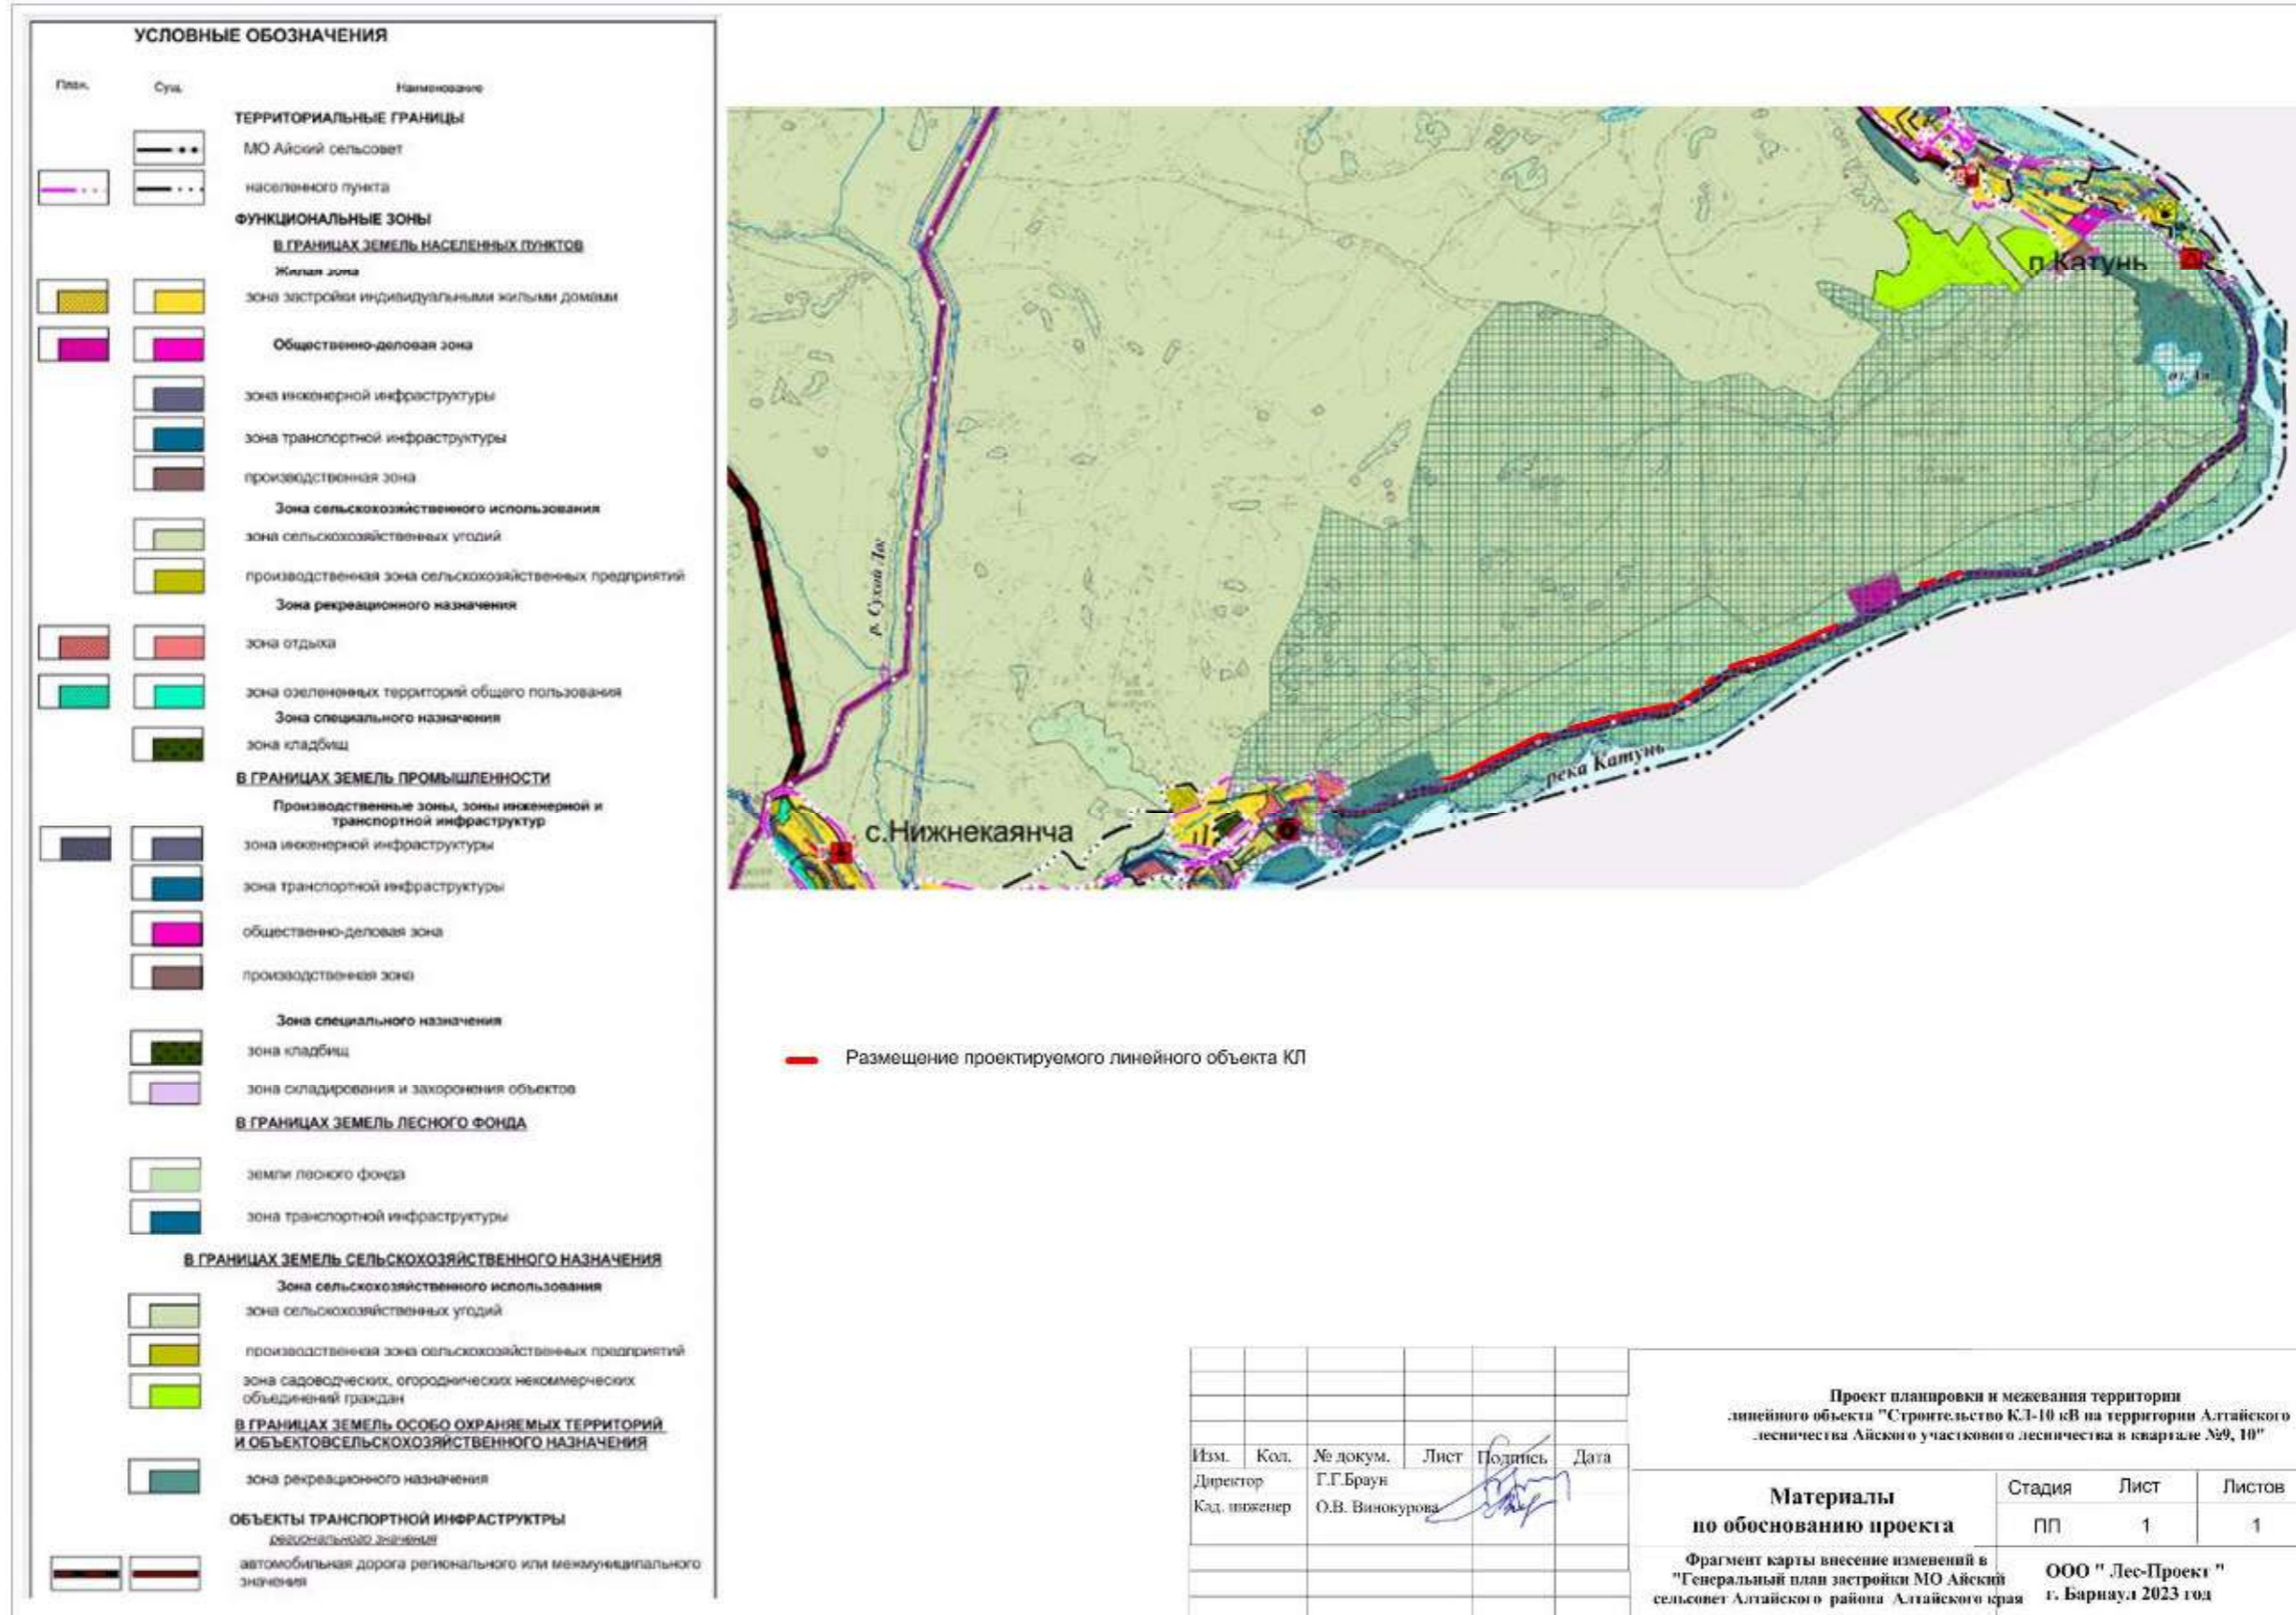 УСЛОВНЫЕ ОБОЗНАЧЕНИЯ
План. Сущ. Наименование
ТЕРРИТОРИАЛЬНЫЕ ГРАНИЦЫ
МО Айский сельсовет
населенного пункта
ФУНКЦИОНАЛЬНЫЕ ЗОНЫ
В ГРАНИЦАХ ЗЕМЕЛЬ НАСЕЛЕННЫХ ПУНКТОВ
Жилая зона
зона застройки индивидуальными жилыми домами
Общественно-деловая зона
зона инженерной инфраструктуры
зона транспортной инфраструктуры
производственная зона
Зона сельскохозяйственного использования
зона сельскохозяйственных угодий
производственная зона сельскохозяйственных предприятий
Зона рекреационного назначения
зона отдыха
зона озелененных территорий общего пользования
Зона специального назначения
зона кладбищ
В ГРАНИЦАХ ЗЕМЕЛЬ ПРОМЫШЛЕННОСТИ
Производственные зоны, зоны инженерной и
транспортной инфраструктур
зона инженерной инфраструктуры
зона транспортной инфраструктуры
общественно-деловая зона
производственная зона
Зона специального назначения
зона кладбищ
зона складирования и захоронения объектов
В ГРАНИЦАХ ЗЕМЕЛЬ ЛЕСНОГО ФОНДА
земли лесного фонда
зона транспортной инфраструктуры
В ГРАНИЦАХ ЗЕМЕЛЬ СЕЛЬСКОХОЗЯЙСТВЕННОГО НАЗНАЧЕНИЯ
Зона сельскохозяйственного использования
зона сельскохозяйственных угодий
производственная зона сельскохозяйственных предприятий
зона садоводческих, огороднических некоммерческих
объединений граждан
В ГРАНИЦАХ ЗЕМЕЛЬ ОСОБО ОХРАНЯЕМЫХ ТЕРРИТОРИЙ
И ОБЪЕКТОВСЕЛЬСКОХОЗЯЙСТВЕННОГО НАЗНАЧЕНИЯ
зона рекреационного назначения
ОБЪЕКТЫ ТРАНСПОРТНОЙ ИНФРАСТРУКТРЫ
регионального значения
автомобильная дорога регионального или межмуниципального
значения
п.Катунь
р. Сухой
река Катунь
с.Нижнекаянча
Размещение проектируемого линейного объекта КЛ
Изм. Кол. № докум. Лист Подпись Дата
Директор Г.Г.Браун
Кад. инженер О.В. Винокурова
Проект планировки и межевания территории
линейного объекта "Строительство КЛ-10 кВ на территории Алтайского
лесничества Айского участкового лесничества в квартале №9, 10"
Материалы
по обоснованию проекта
Стадия Лист Листов
ПП 1 1
Фрагмент карты внесение изменений в
"Генеральный план застройки МО Айский
сельсовет Алтайского района Алтайского края
ООО " Лес-Проект "
г. Барнаул 2023 год